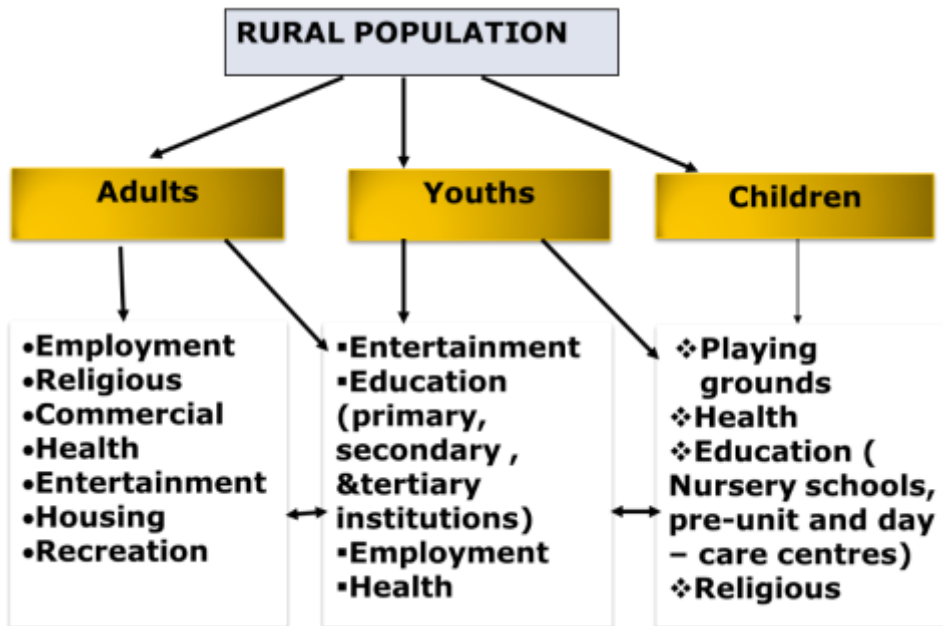 RURAL POPULATION
Adults
Youths
Children
•Employment
•Religious
•Commercial
•Health
•Entertainment
•Housing
•Recreation
▪Entertainment
▪Education
(primary,
secondary ,
&tertiary
institutions)
▪Employment
▪Health
❖Playing
grounds
❖Health
❖Education (
Nursery schools,
pre-unit and day
– care centres)
❖Religious